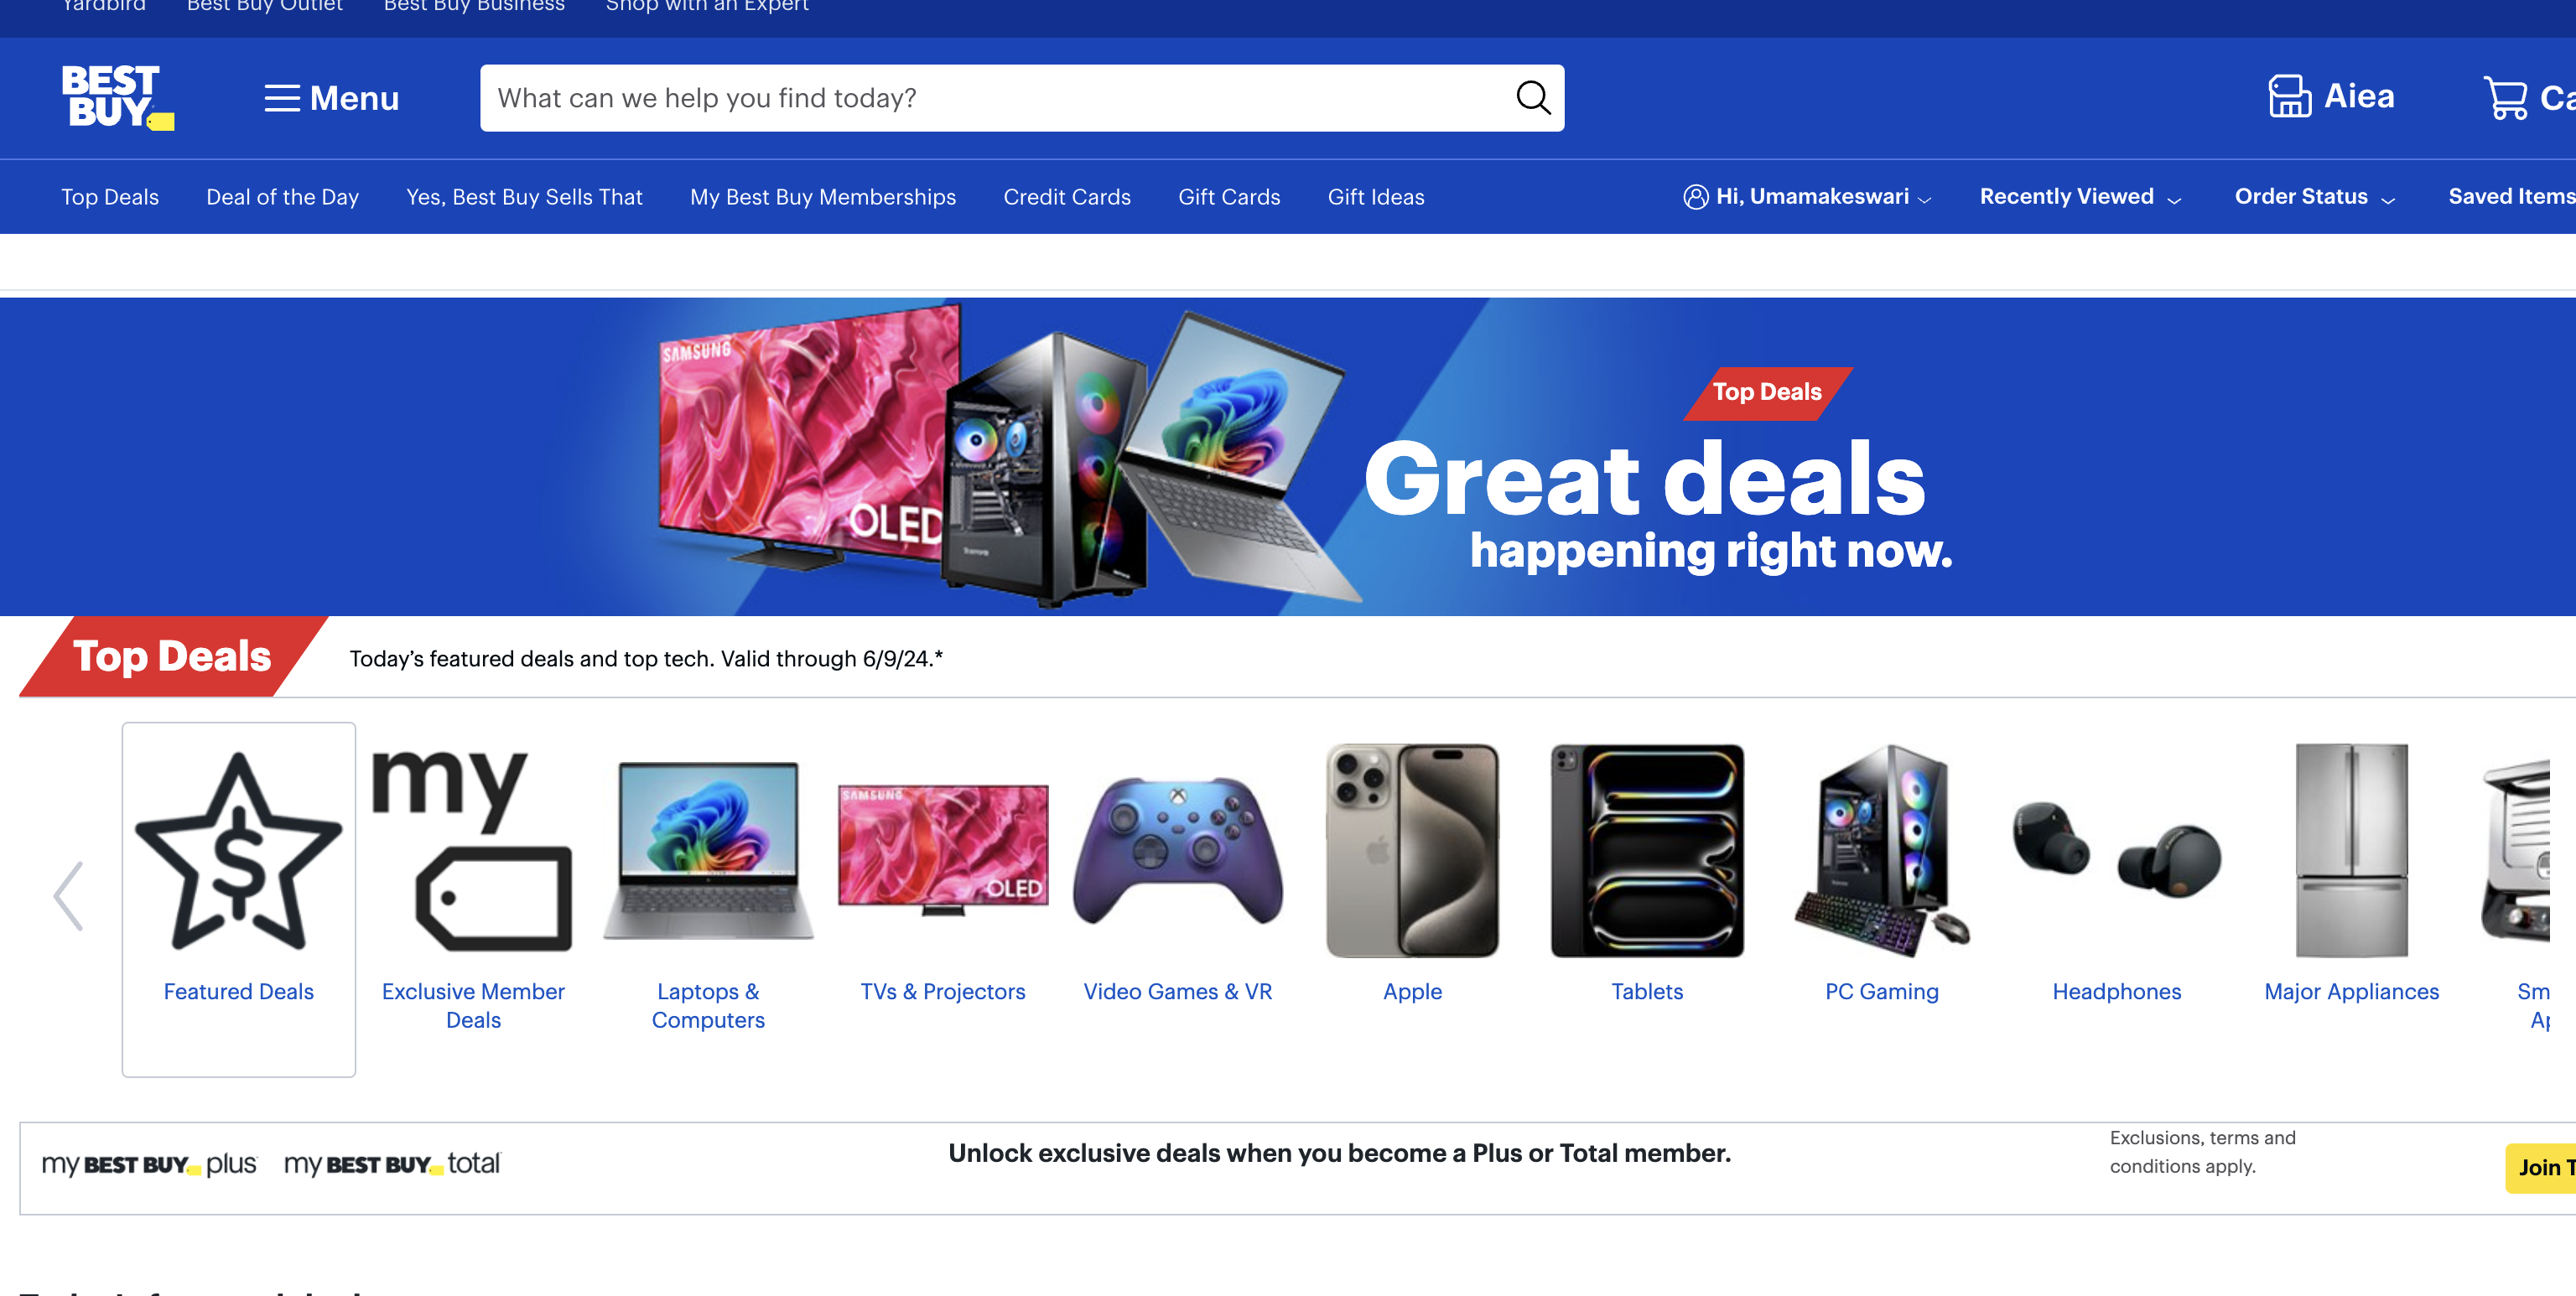 Yardbird Best Buy Outlet Best Buy Business Shop with an Expert
BEST
BUY
Menu
What can we help you find today?
Aiea
Top Deals Deal of the Day Yes, Best Buy Sells That My Best Buy Memberships Credit Cards Gift Cards Gift Ideas Hi, Umamakeswari Recently Viewed Order Status Saved Items
SAMSUNG
OLED
Top Deals
Great deals
happening right now.
Top Deals
Today's featured deals and top tech. Valid through 6/9/24.*
my
SAMSUNG
OLED
Featured Deals
Exclusive Member
Deals
Laptops &
Computers
TVs & Projectors
Video Games & VR
Apple
Tablets
PC Gaming
Headphones
Major Appliances
my BEST BUY plus my BEST BUY total
Unlock exclusive deals when you become a Plus or Total member.
Exclusions, terms and
conditions apply.
Join